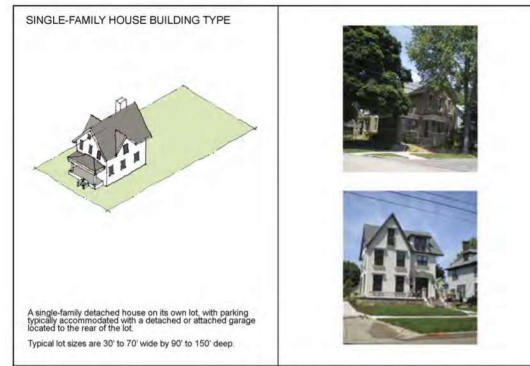 SINGLE-FAMILY HOUSE BUILDING TYPE
A single-family detached house on its own lot, with parking
typically accommodated with a detached or attached garage
located to the rear of the lot.
Typical lot sizes are 30' to 70' wide by 90' to 150' deep.